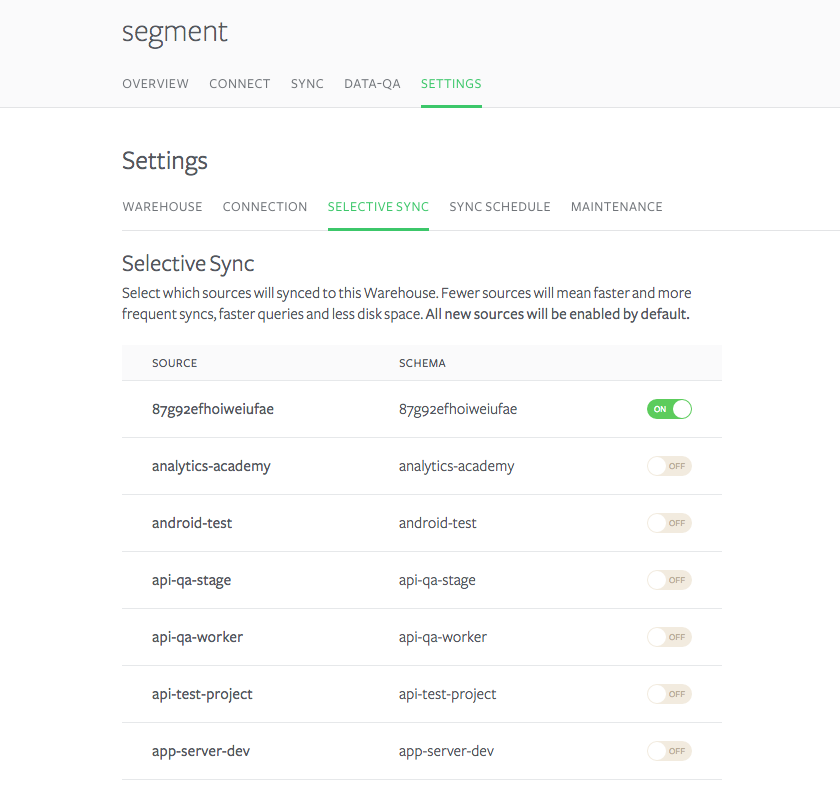 segment
OVERVIEW CONNECT SYNC DATA-QA SETTINGS
Settings
WAREHOUSE CONNECTION SELECTIVE SYNC SYNC SCHEDULE MAINTENANCE
Selective Sync
Select which sources will synced to this Warehouse. Fewer sources will mean faster and more
frequent syncs, faster queries and less disk space. All new sources will be enabled by default.
SOURCE SCHEMA
87g92efhoiweiufae 87g92efhoiweiufae ON
analytics-academy analytics-academy OFF
android-test android-test OFF
api-qa-stage api-qa-stage OFF
api-qa-worker api-qa-worker OFF
api-test-project api-test-project OFF
app-server-dev app-server-dev OFF